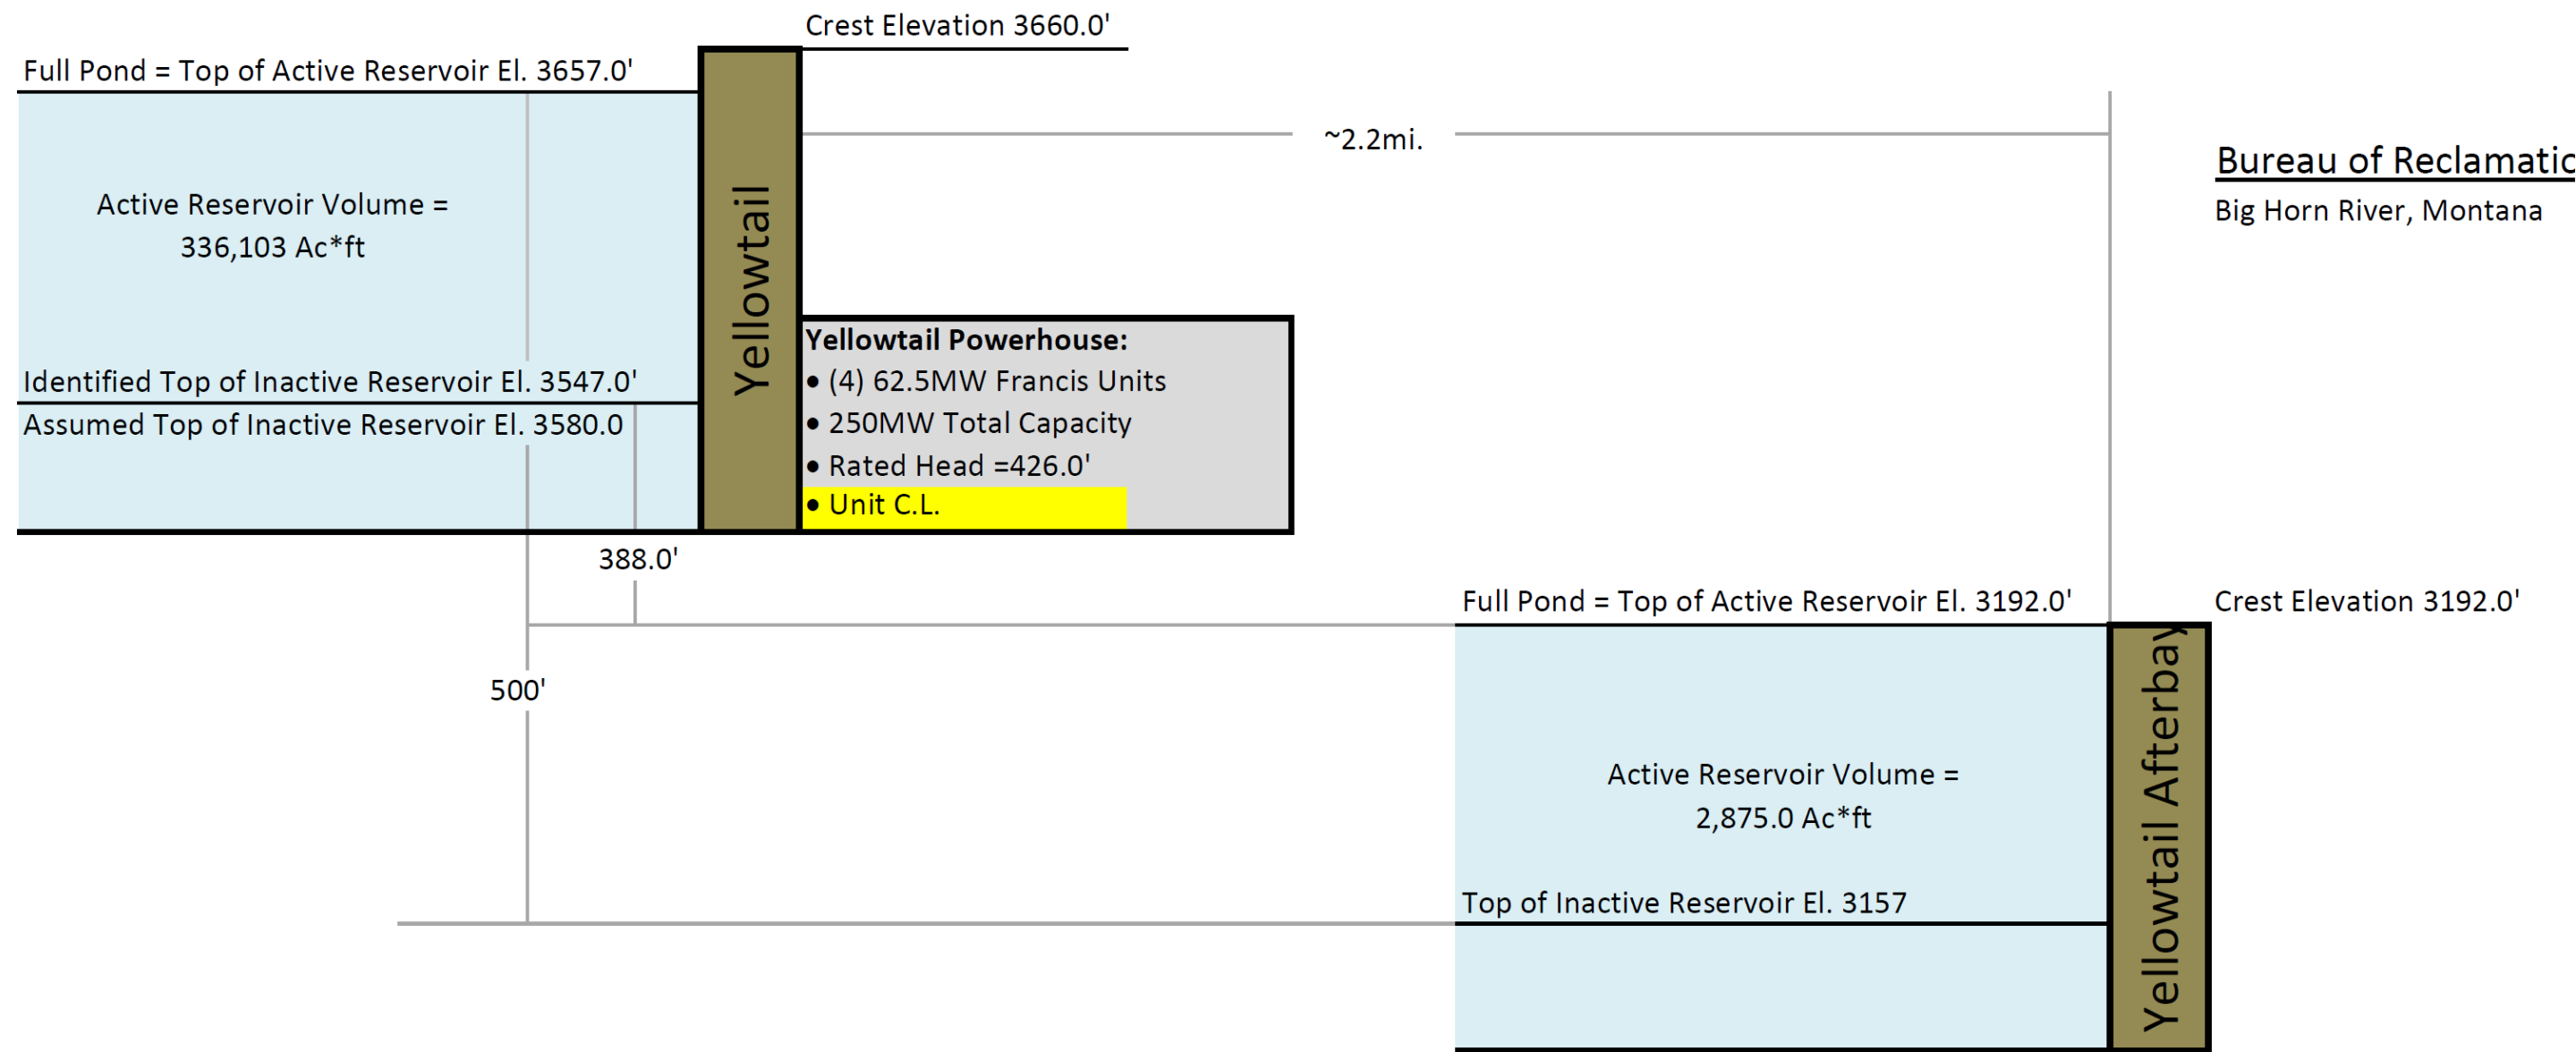 Crest Elevation 3660.0'
Full Pond = Top of Active Reservoir El. 3657.0'
~2.2mi.
Bureau of Reclamatio
Big Horn River, Montana
Active Reservoir Volume =
336,103 Ac*ft
Yellowtail
Yellowtail Powerhouse:
• (4) 62.5MW Francis Units
• 250MW Total Capacity
• Rated Head =426.0'
• Unit C.L.
Identified Top of Inactive Reservoir El. 3547.0'
Assumed Top of Inactive Reservoir El. 3580.0
388.0'
500'
Full Pond = Top of Active Reservoir El. 3192.0'
Crest Elevation 3192.0'
Active Reservoir Volume =
2,875.0 Ac*ft
Top of Inactive Reservoir El. 3157
Yellowtail Afterbay